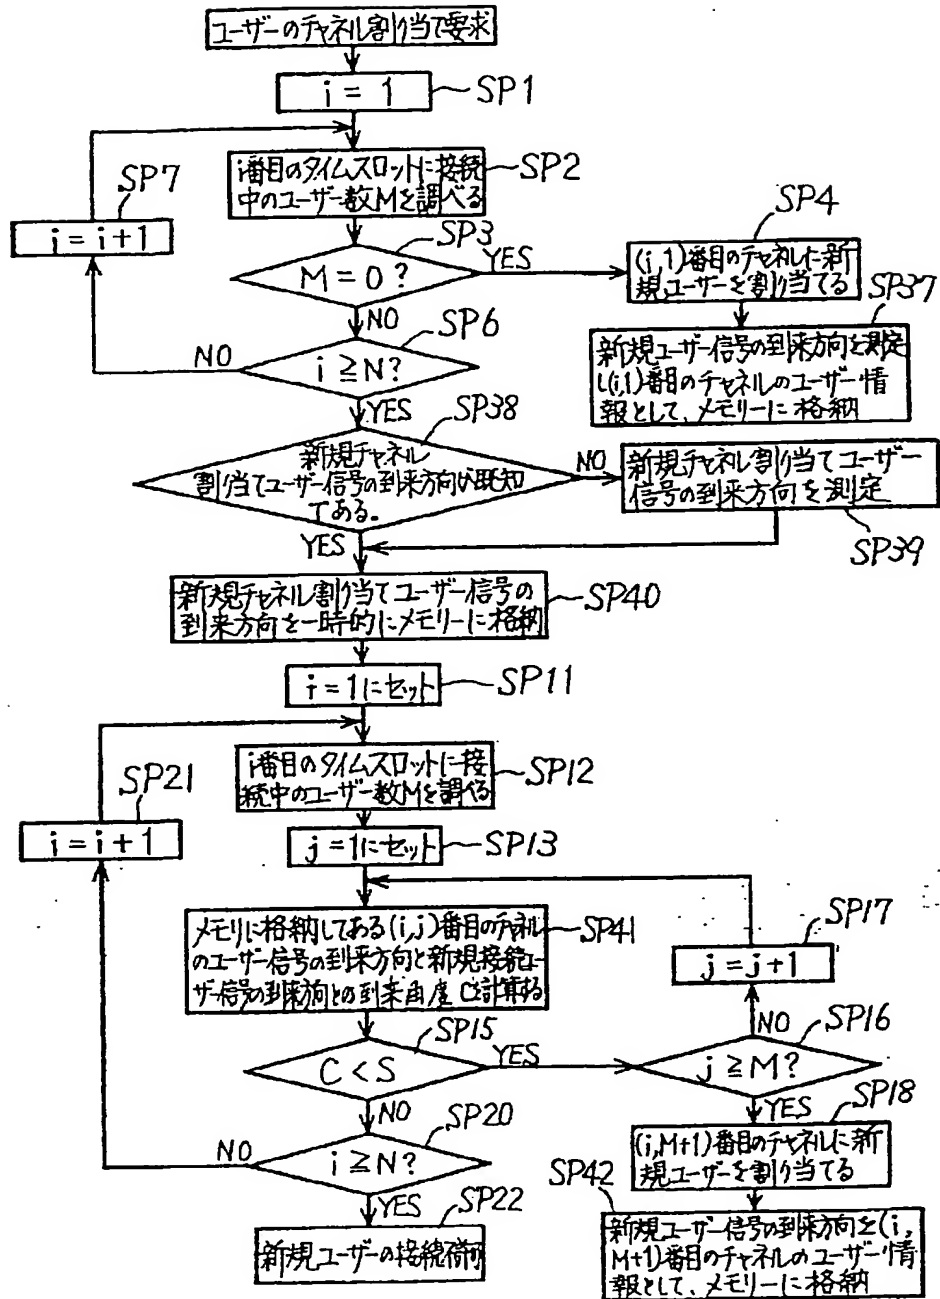 ユーザーのチャネル割り当て要求
i = 1
SP1
i番目のタイムスロットに接続
中のユーザー数Mを調べる
SP2
SP7
i = i+1
SP3
M = 0 ?
YES
NO
SP4
(i,1)番目のチャネルに新
規ユーザーを割り当てる
SP37
新規ユーザー信号の到来方向を測定
し(i,1)番目のチャネルのユーザー情
報として、メモリーに格納
SP6
i ≧ N?
NO
YES
SP38
新規チャネル
割り当てユーザー信号の到来方向が既知
である。
NO
YES
新規チャネル割り当てユーザー
信号の到来方向を測定
SP39
新規チャネル割り当てユーザー信号の
到来方向を一時的にメモリーに格納
SP40
i = 1にセット
SP11
i番目のタイムスロットに接
続中のユーザー数Mを調べる
SP12
SP21
i = i + 1
j = 1にセット
SP13
メモリに格納してある(i,j)番目のチャネル
のユーザー信号の到来方向と新規接続ユー
ザー信号の到来方向との到来角度Cを計算する
SP41
SP17
j = j+1
SP15
C < S
YES
NO
SP16
j ≧ M?
NO
YES
SP18
(i,M+1)番目のチャネルに新
規ユーザーを割り当てる
SP20
i ≧ N?
NO
YES
SP42
新規ユーザー信号の到来方向を(i,
M+1)番目のチャネルのユーザー情
報として、メモリーに格納
SP22
新規ユーザーの接続